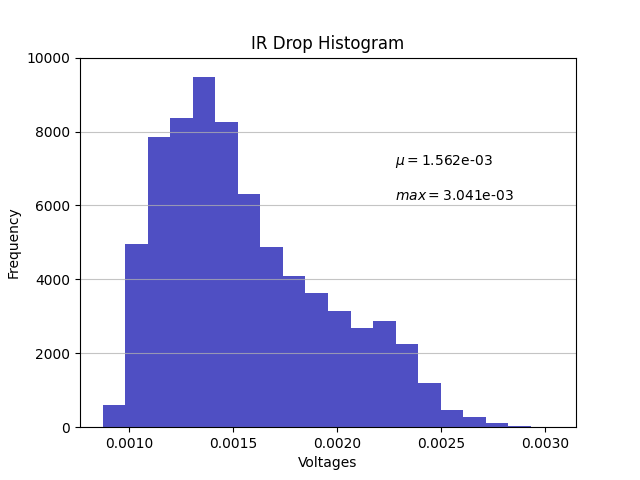 IR Drop Histogram
10000
8000
6000
4000
2000
0
Frequency
μ = 1.562e-03
max = 3.041e-03
0.0010 0.0015 0.0020 0.0025 0.0030
Voltages